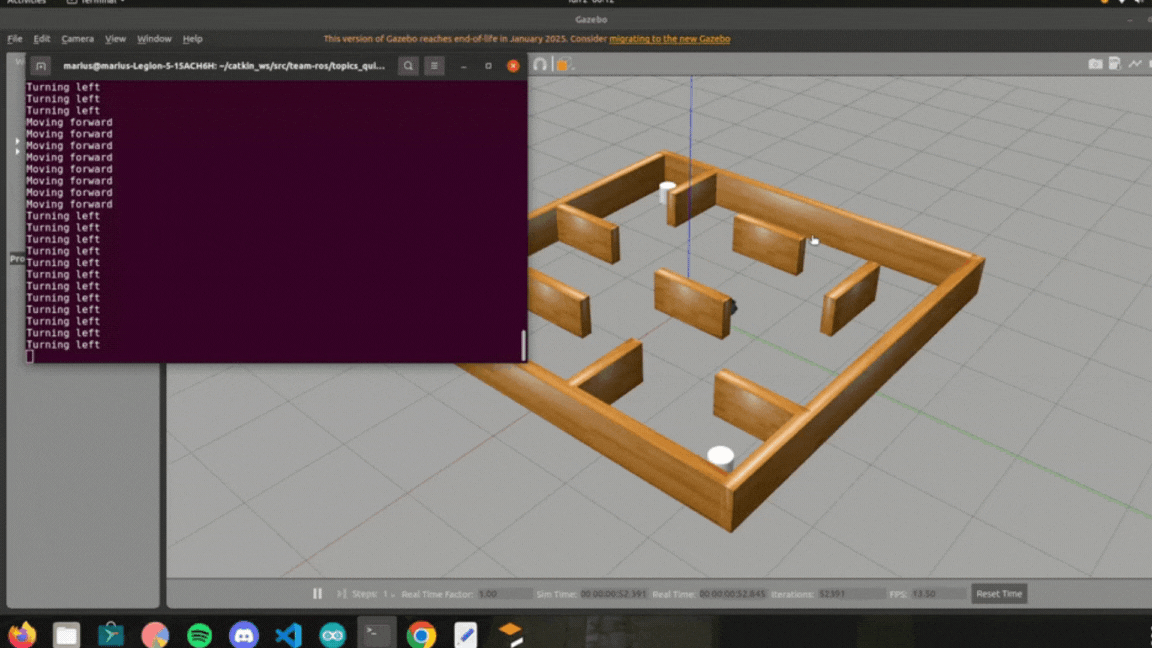 Activities
Terminal
Gazebo
File Edit Camera View Window Help
This version of Gazebo reaches end-of-life in January 2025. Consider migrating to the new Gazebo
marius@marius-Legion-5-15ACH6H: ~/catkin_ws/src/team-ros/topics_qui...
Turning left
Turning left
Turning left
Moving forward
Moving forward
Moving forward
Moving forward
Moving forward
Moving forward
Moving forward
Moving forward
Turning left
Turning left
Turning left
Turning left
Turning left
Turning left
Turning left
Turning left
Turning left
Turning left
Turning left
Turning left
Pro
Steps: 1 Real Time Factor: 1.00 Sim Time: 00 00:00:52.391 Real Time: 00 00:00:52.845 Iterations: 52391 FPS: 13.50 Reset Time